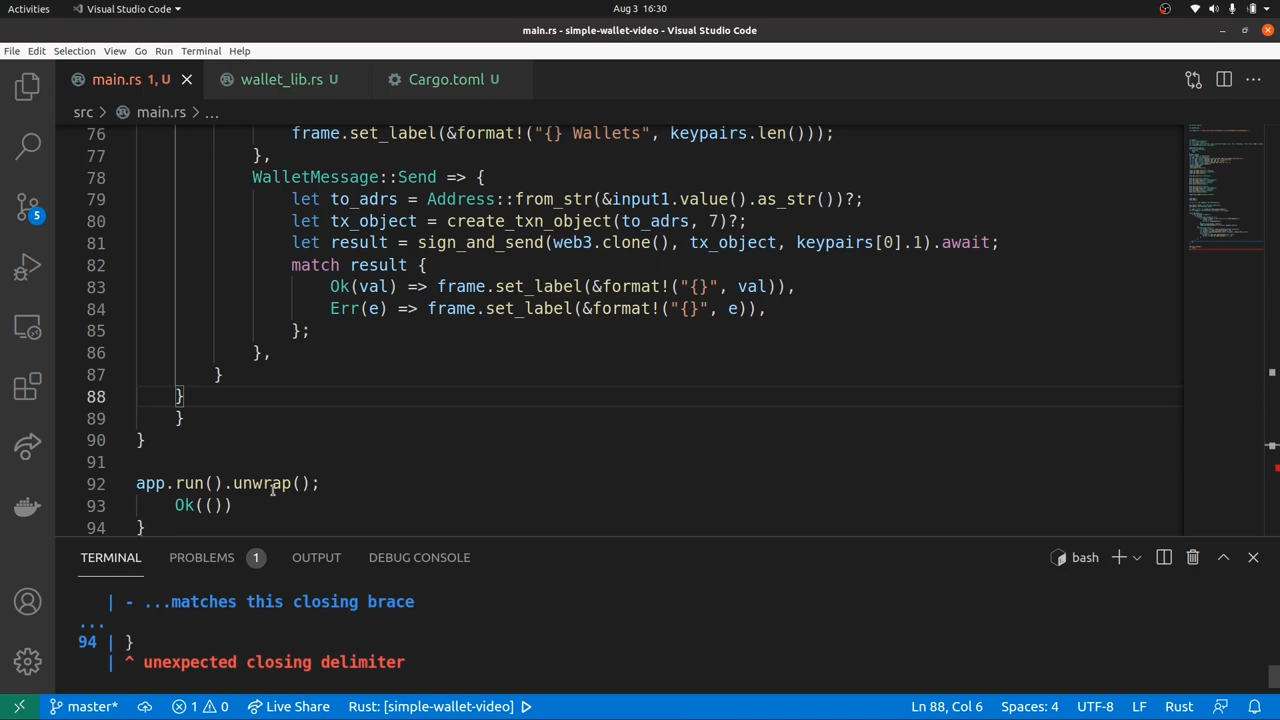 Activities
Visual Studio Code
Aug 3 16:30
main.rs - simple-wallet-video - Visual Studio Code
File Edit Selection View Go Run Terminal Help
main.rs 1, U
wallet_lib.rs U
Cargo.toml U
src > main.rs > ...
76 frame.set_label(&format!("{} Wallets", keypairs.len()));
77 },
78 WalletMessage::Send => {
79 let to_adrs = Address::from_str(&input1.value().as_str())?;
80 let tx_object = create_txn_object(to_adrs, 7)?;
81 let result = sign_and_send(web3.clone(), tx_object, keypairs[0].1).await;
82 match result {
83 Ok(val) => frame.set_label(&format!("{}", val)),
84 Err(e) => frame.set_label(&format!("{}", e)),
85 };
86 },
87 }
88 }
89 }
90 }
91
92 app.run().unwrap();
93 Ok(())
94 }
5
TERMINAL PROBLEMS 1 OUTPUT DEBUG CONSOLE
bash
| - ...matches this closing brace
...
94 | }
| ^ unexpected closing delimiter
master* 1 0 Live Share Rust: [simple-wallet-video] Ln 88, Col 6 Spaces: 4 UTF-8 LF Rust